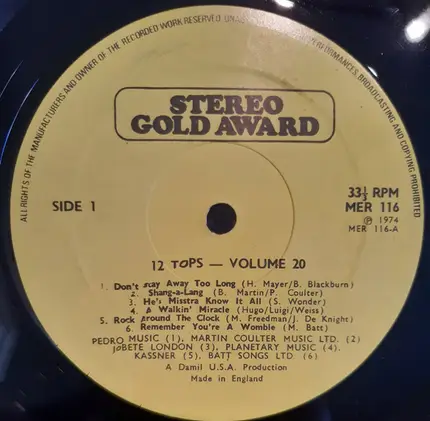 ALL RIGHTS OF THE MANUFACTURERS AND OWNER OF THE RECORDED WORK RESERVED. PERFORMANCES, BROADCASTING AND COPYING PROHIBITED
STEREO
GOLD AWARD
SIDE 1
33⅓ RPM
MER 116
℗ 1974
MER 116-A
12 TOPS — VOLUME 20
1. Don't stay Away Too Long (H. Mayer/B. Blackburn)
2. Shang-a-Lang (B. Martin/P. Coulter)
3. He's Misstra Know It All (S. Wonder)
4. A Walkin' Miracle (Hugo/Luigi/Weiss)
5. Rock Around The Clock (M. Freedman/J. De Knight)
6. Remember You're A Womble (M. Batt)
PEDRO MUSIC (1), MARTIN COULTER MUSIC LTD. (2)
JOBETE LONDON (3), PLANETARY MUSIC (4).
KASSNER (5), BATT SONGS LTD (6)
A Damil U.S.A. Production
Made in England